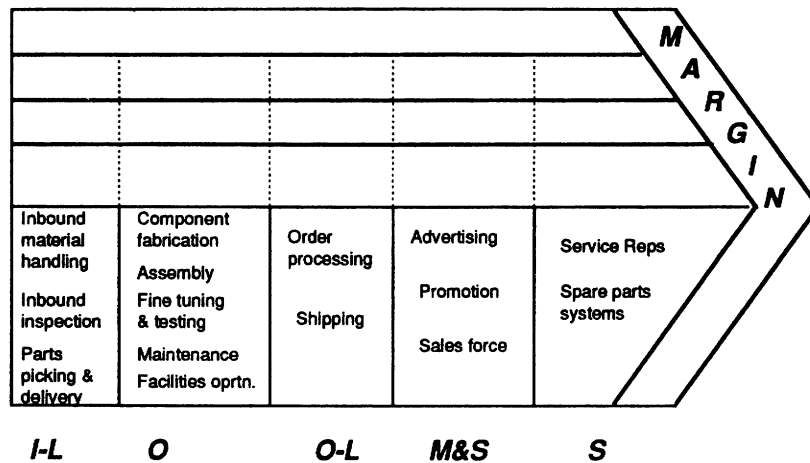 MARGIN
Inbound
material
handling
Inbound
inspection
Parts
picking &
delivery
Component
fabrication
Assembly
Fine tuning
& testing
Maintenance
Facilities oprtn.
Order
processing
Shipping
Advertising
Promotion
Sales force
Service Reps
Spare parts
systems
I-L O O-L M&S S